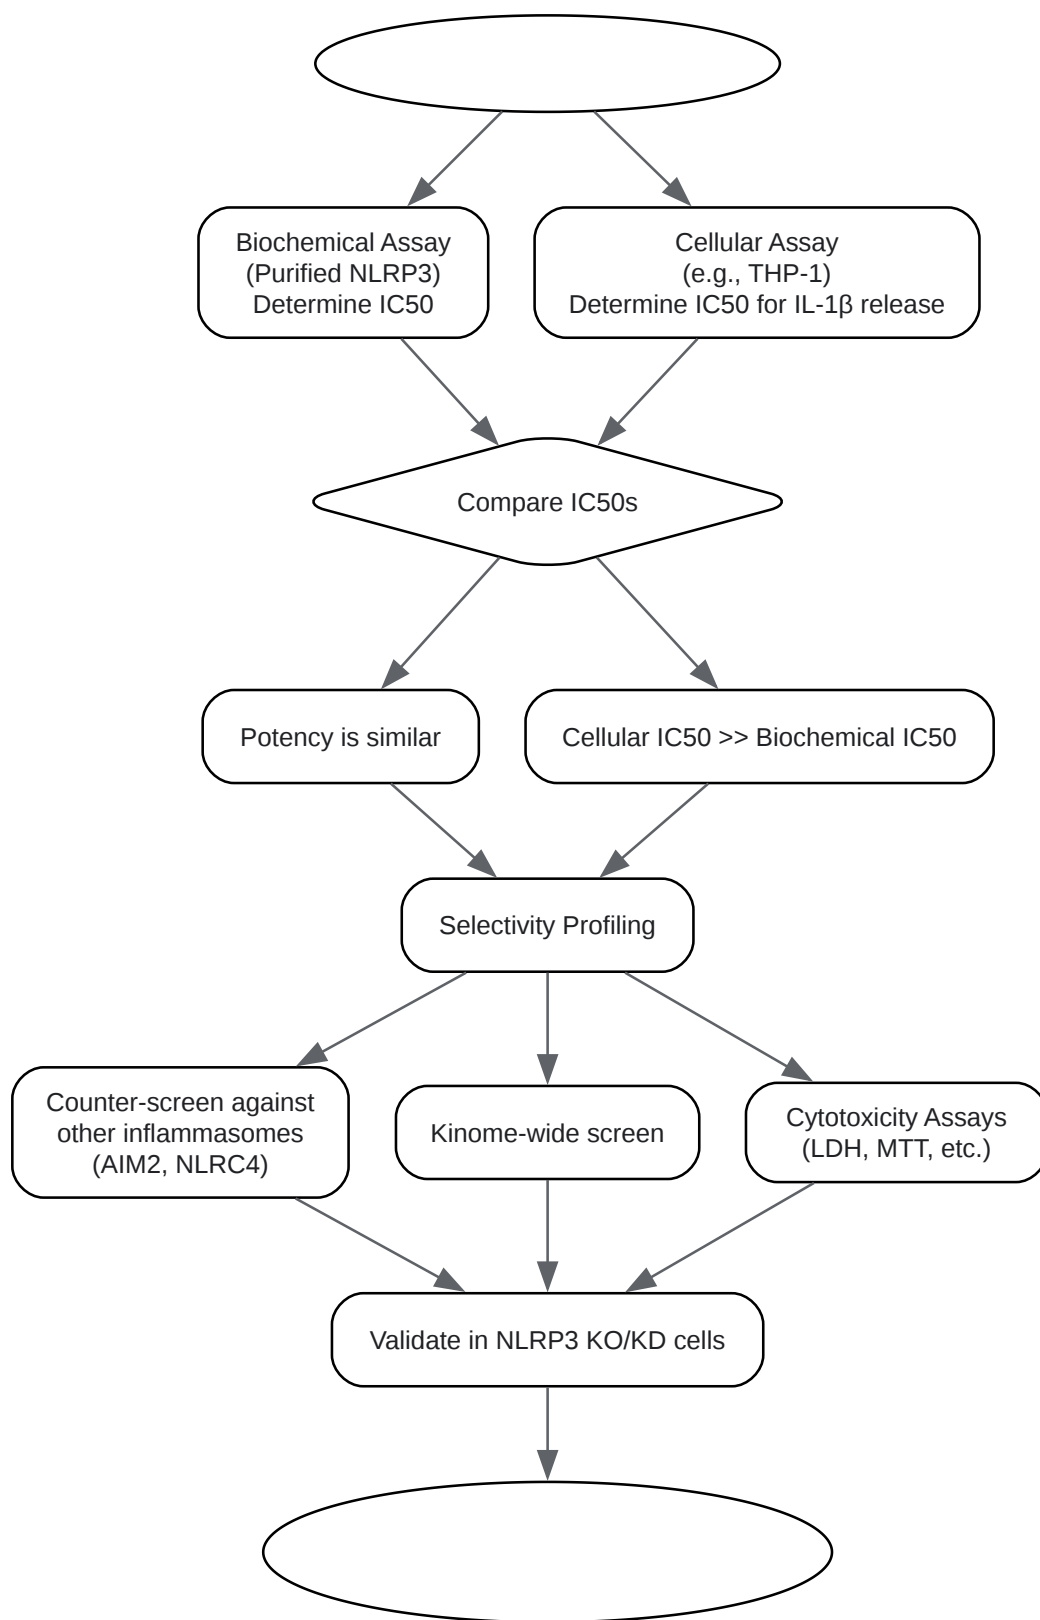 Biochemical Assay
(Purified NLRP3)
Determine IC50
Cellular Assay
(e.g., THP-1)
Determine IC50 for IL-1β release
Compare IC50s
Potency is similar
Cellular IC50 >> Biochemical IC50
Selectivity Profiling
Counter-screen against
other inflammasomes
(AIM2, NLRC4)
Kinome-wide screen
Cytotoxicity Assays
(LDH, MTT, etc.)
Validate in NLRP3 KO/KD cells